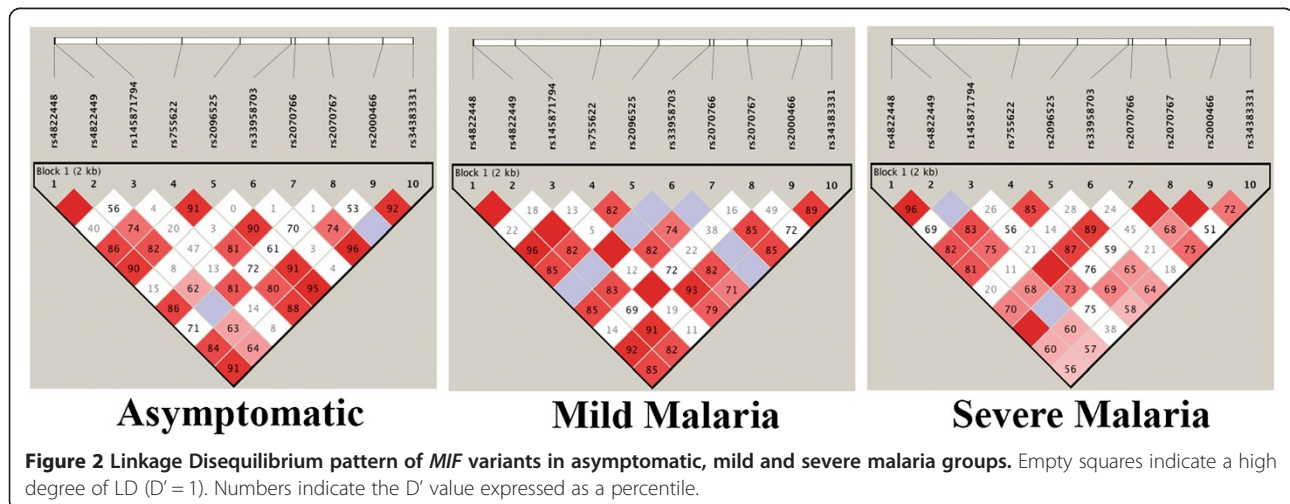 rs4822448
rs4822449
rs145871794
rs755622
rs2096525
rs33958703
rs2070766
rs2070767
rs2000466
rs34383331
Block 1 (2 kb)
1 2 3 4 5 6 7 8 9 10
56 4 91 0 1 1 53 92
40 74 20 3 90 70 74
86 82 47 81 61 3 96
90 8 13 72 91 4
15 62 81 80 95
86 14 88
71 63 8
84 64
91
Asymptomatic
rs4822448
rs4822449
rs145871794
rs755622
rs2096525
rs33958703
rs2070766
rs2070767
rs2000466
rs34383331
Block 1 (2 kb)
1 2 3 4 5 6 7 8 9 10
18 13 82 16 49 89
22 5 74 38 85 72
96 82 82 22 85
85 12 72 82
83 93 71
85 69 19 79
14 91 11
92 82
85
Mild Malaria
rs4822448
rs4822449
rs145871794
rs755622
rs2096525
rs33958703
rs2070766
rs2070767
rs2000466
rs34383331
Block 1 (2 kb)
1 2 3 4 5 6 7 8 9 10
96 26 85 28 24 72
69 83 56 14 89 45 68 51
82 75 21 87 59 21 75
81 11 76 65 18
20 68 73 69 64
70 75 58
60 38
60 57
56
Severe Malaria
Figure 2 Linkage Disequilibrium pattern of MIF variants in asymptomatic, mild and severe malaria groups. Empty squares indicate a high
degree of LD (D' = 1). Numbers indicate the D' value expressed as a percentile.